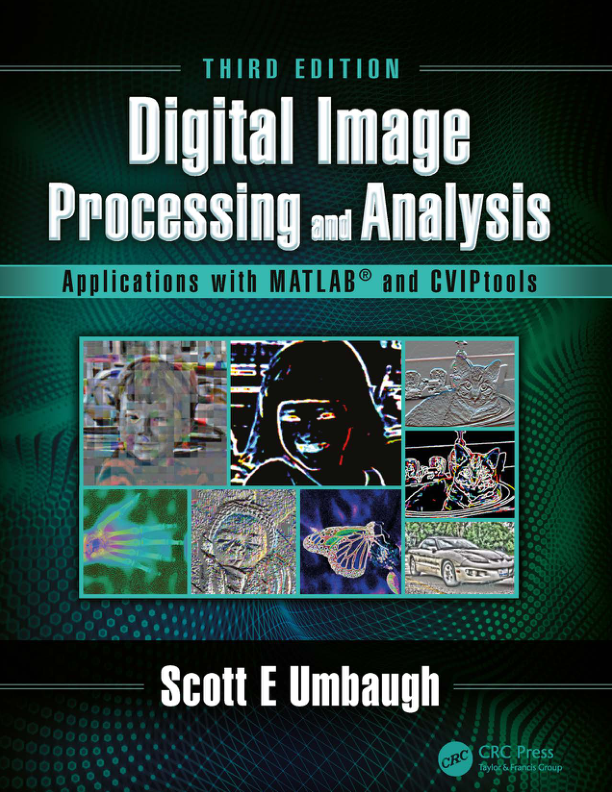 THIRD EDITION
Digital Image
Processing and Analysis
Applications with MATLAB® and CVIPtools
Scott E Umbaugh
CRC
CRC Press
Taylor & Francis Group